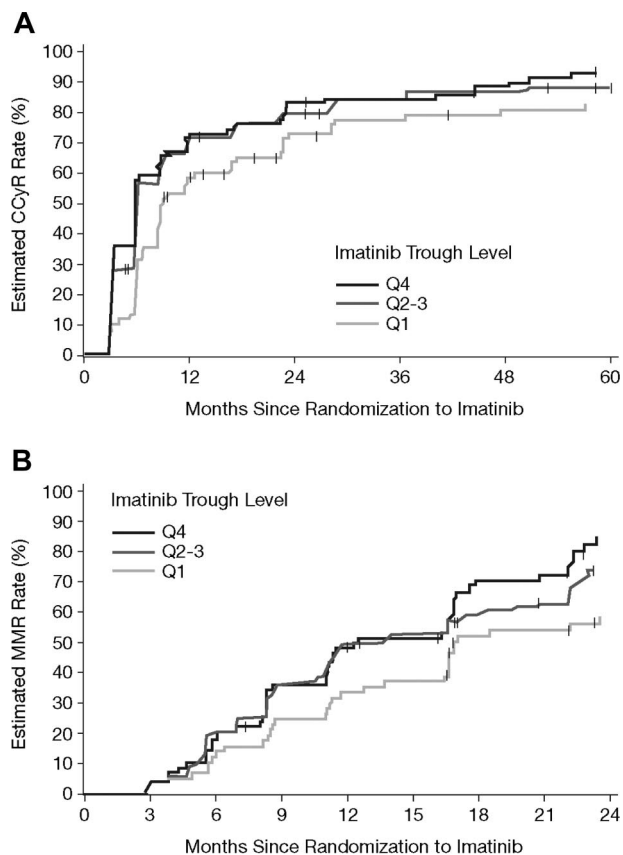 A
100
90
80
70
60
50
40
30
20
10
0
Estimated CCyR Rate (%)
Imatinib Trough Level
Q4
Q2-3
Q1
0 12 24 36 48 60
Months Since Randomization to Imatinib
B
Imatinib Trough Level
Q4
Q2-3
Q1
100
90
80
70
60
50
40
30
20
10
0
Estimated MMR Rate (%)
0 3 6 9 12 15 18 21 24
Months Since Randomization to Imatinib